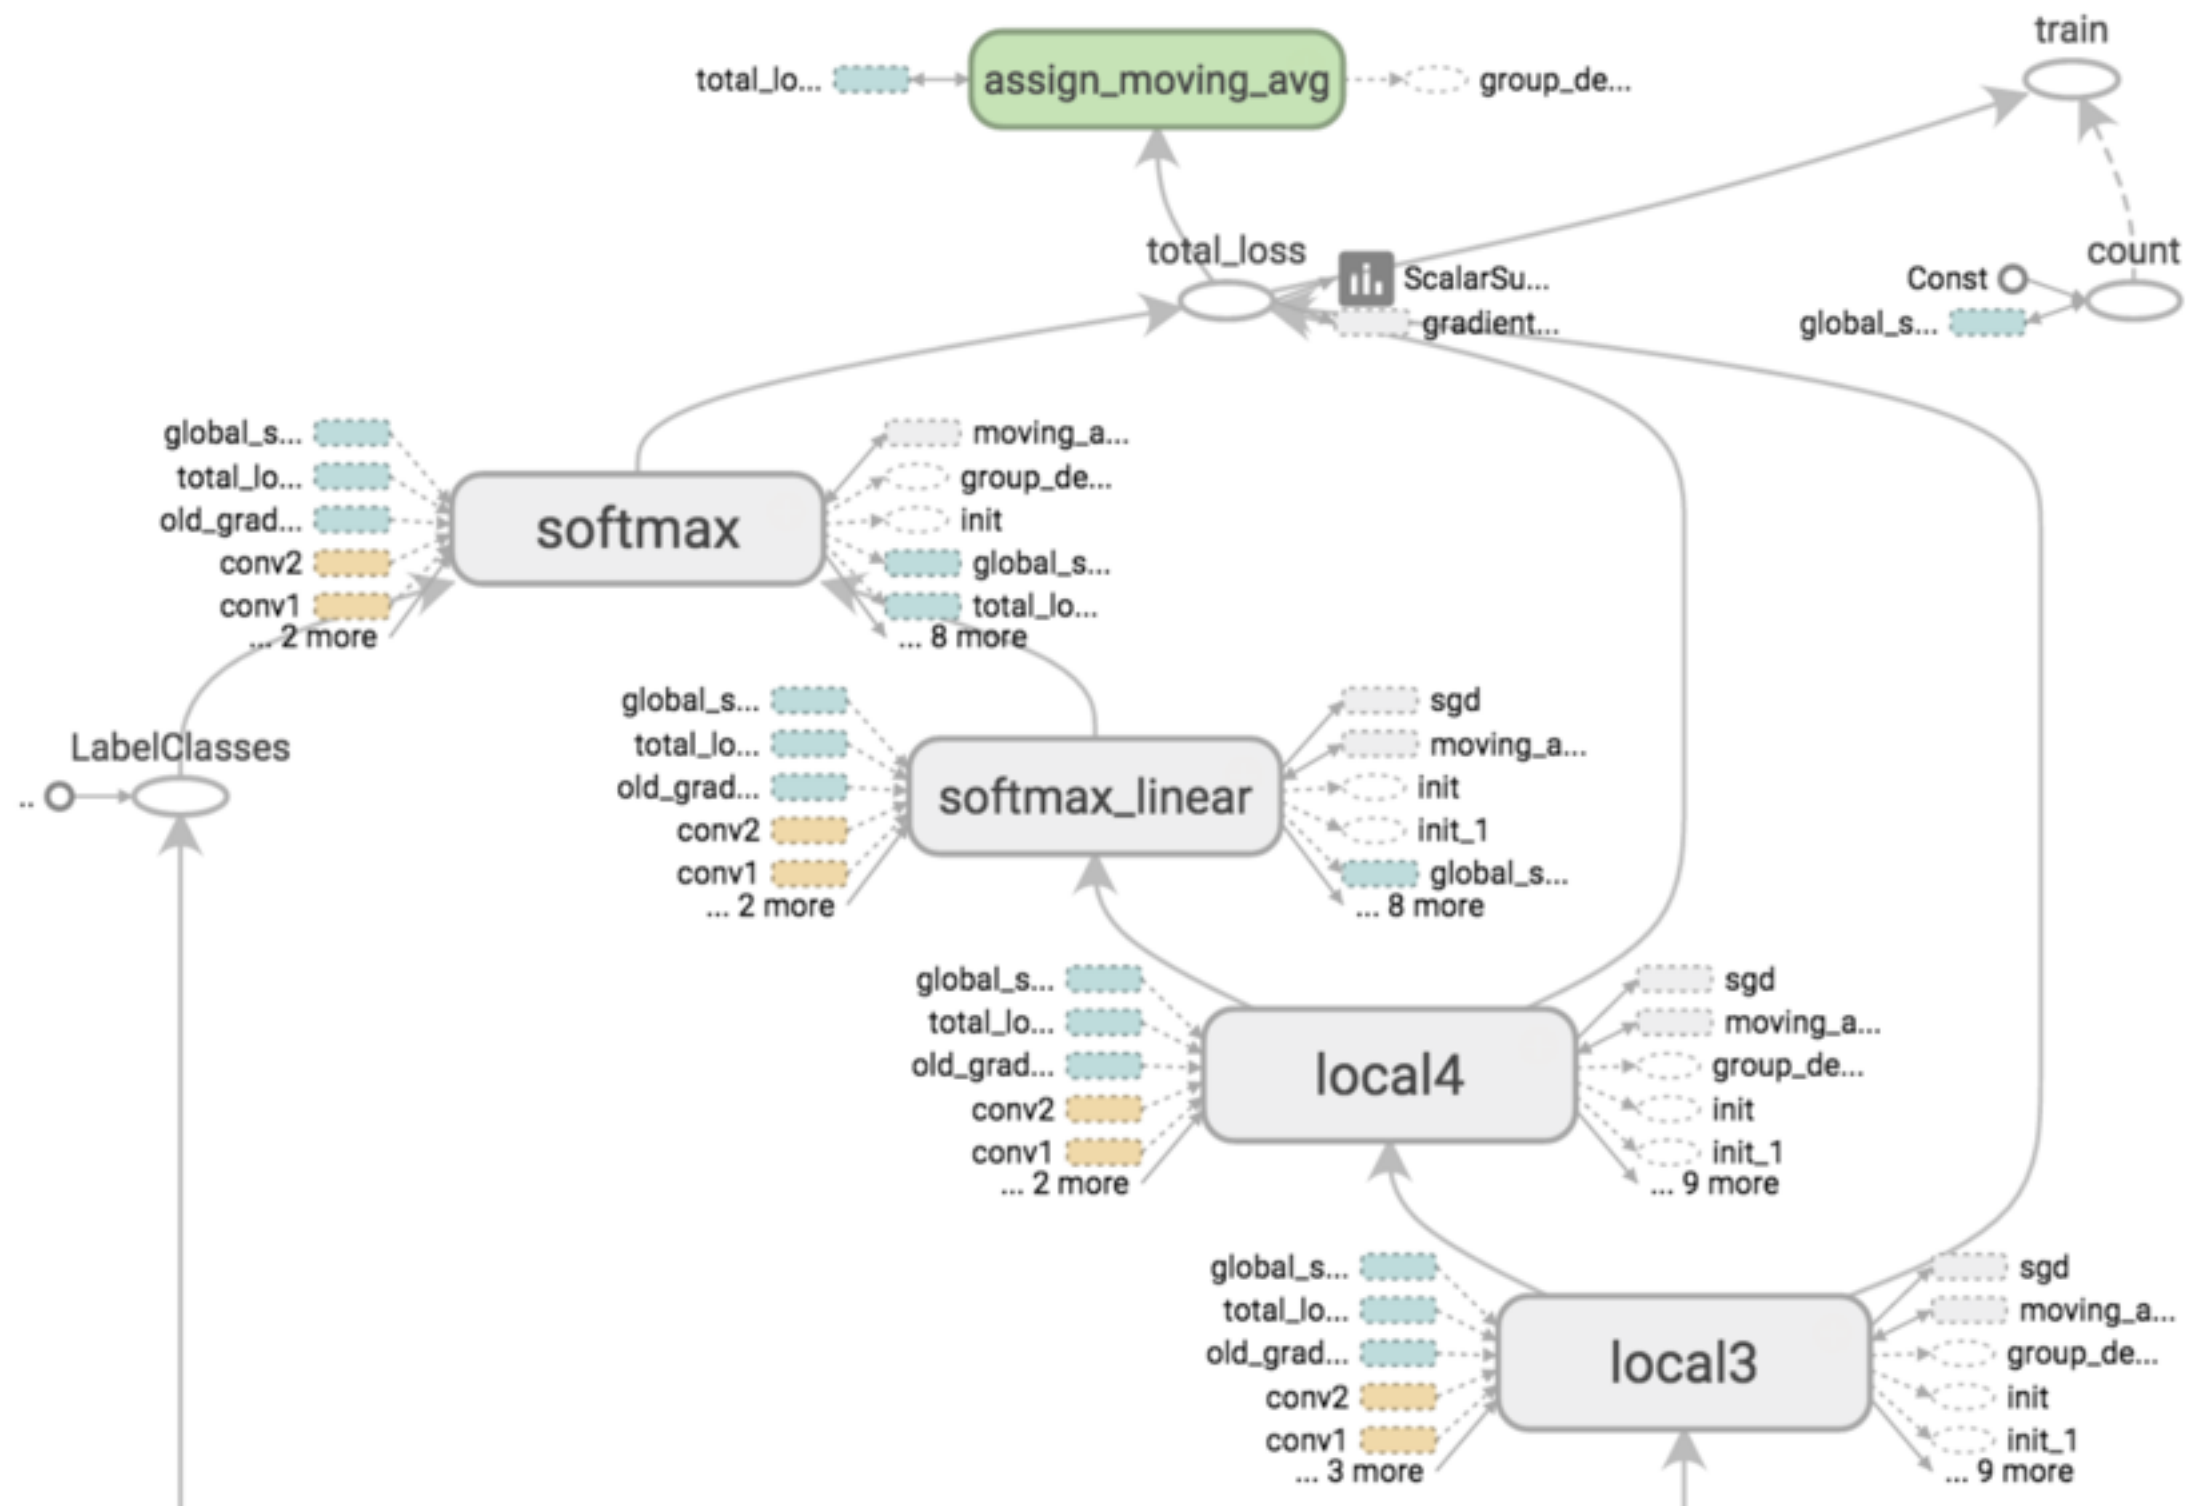 train
total_lo...
assign_moving_avg
group_de...
total_loss
count
ScalarSu...
Const
gradient...
global_s...
global_s...
total_lo...
old_grad...
conv2
conv1
... 2 more
softmax
moving_a...
group_de...
init
global_s...
total_lo...
... 8 more
LabelClasses
..
global_s...
total_lo...
old_grad...
conv2
conv1
... 2 more
softmax_linear
sgd
moving_a...
init
init_1
global_s...
... 8 more
global_s...
total_lo...
old_grad...
conv2
conv1
... 2 more
local4
sgd
moving_a...
group_de...
init
init_1
... 9 more
global_s...
total_lo...
old_grad...
conv2
conv1
... 3 more
local3
sgd
moving_a...
group_de...
init
init_1
... 9 more